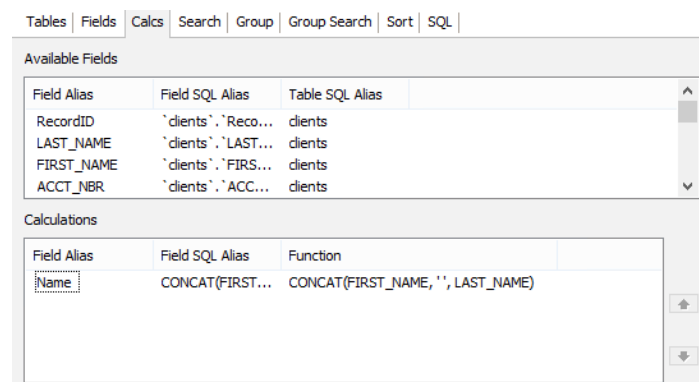 Tables Fields Calcs Search Group Group Search Sort SQL
Available Fields
Field Alias Field SQL Alias Table SQL Alias
RecordID `clients`.`Reco... clients
LAST_NAME `clients`.`LAST... clients
FIRST_NAME `clients`.`FIRS... clients
ACCT_NBR `clients`.`ACC... clients
Calculations
Field Alias Field SQL Alias Function
Name CONCAT(FIRST... CONCAT(FIRST_NAME, ' ', LAST_NAME)